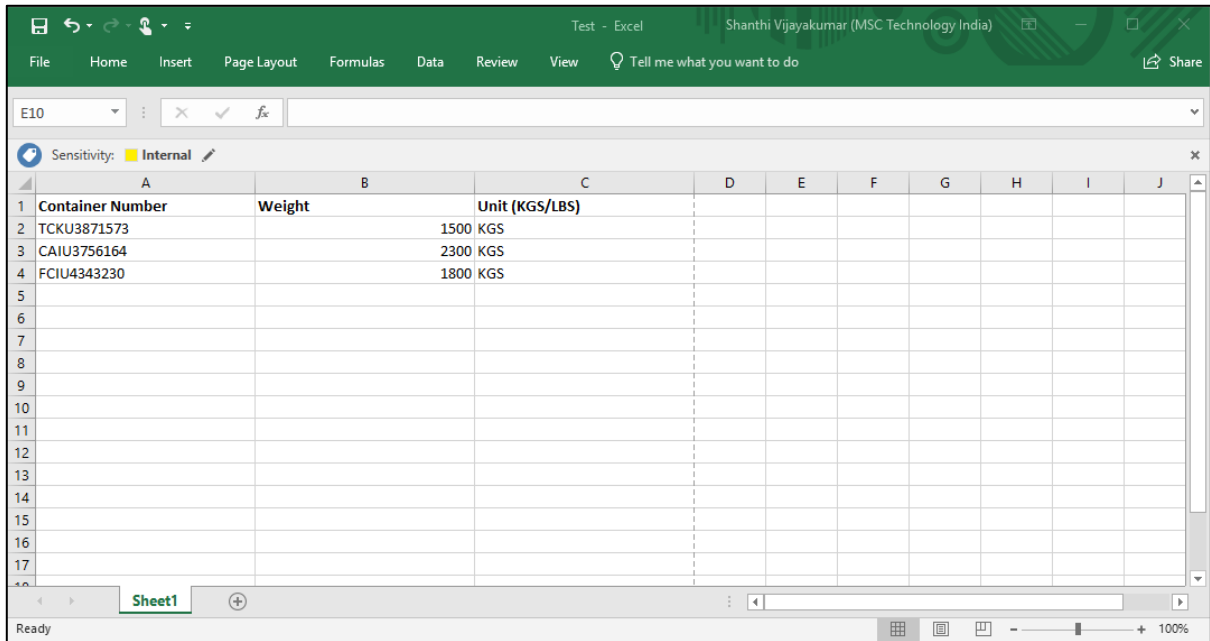 Test - Excel Shanthi Vijayakumar (MSC Technology India)
File Home Insert Page Layout Formulas Data Review View Tell me what you want to do Share
E10 fx
Sensitivity: Internal
A B C D E F G H I J
1 Container Number Weight Unit (KGS/LBS)
2 TCKU3871573 1500 KGS
3 CAIU3756164 2300 KGS
4 FCIU4343230 1800 KGS
5
6
7
8
9
10
11
12
13
14
15
16
17
Sheet1
Ready 100%